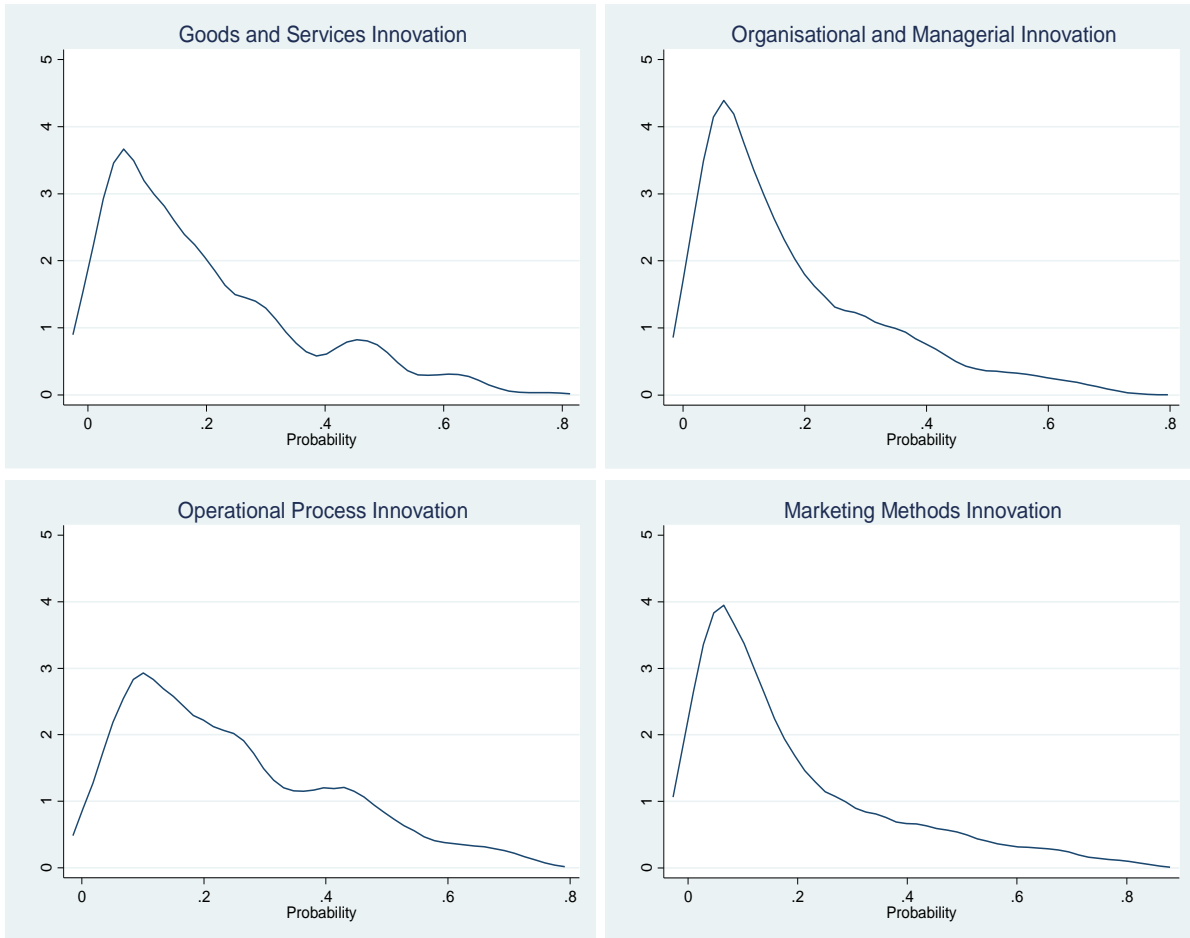 Goods and Services Innovation
5
4
3
2
1
0
0 .2 .4 .6 .8
Probability
Organisational and Managerial Innovation
5
4
3
2
1
0
0 .2 .4 .6 .8
Probability
Operational Process Innovation
5
4
3
2
1
0
0 .2 .4 .6 .8
Probability
Marketing Methods Innovation
5
4
3
2
1
0
0 .2 .4 .6 .8
Probability